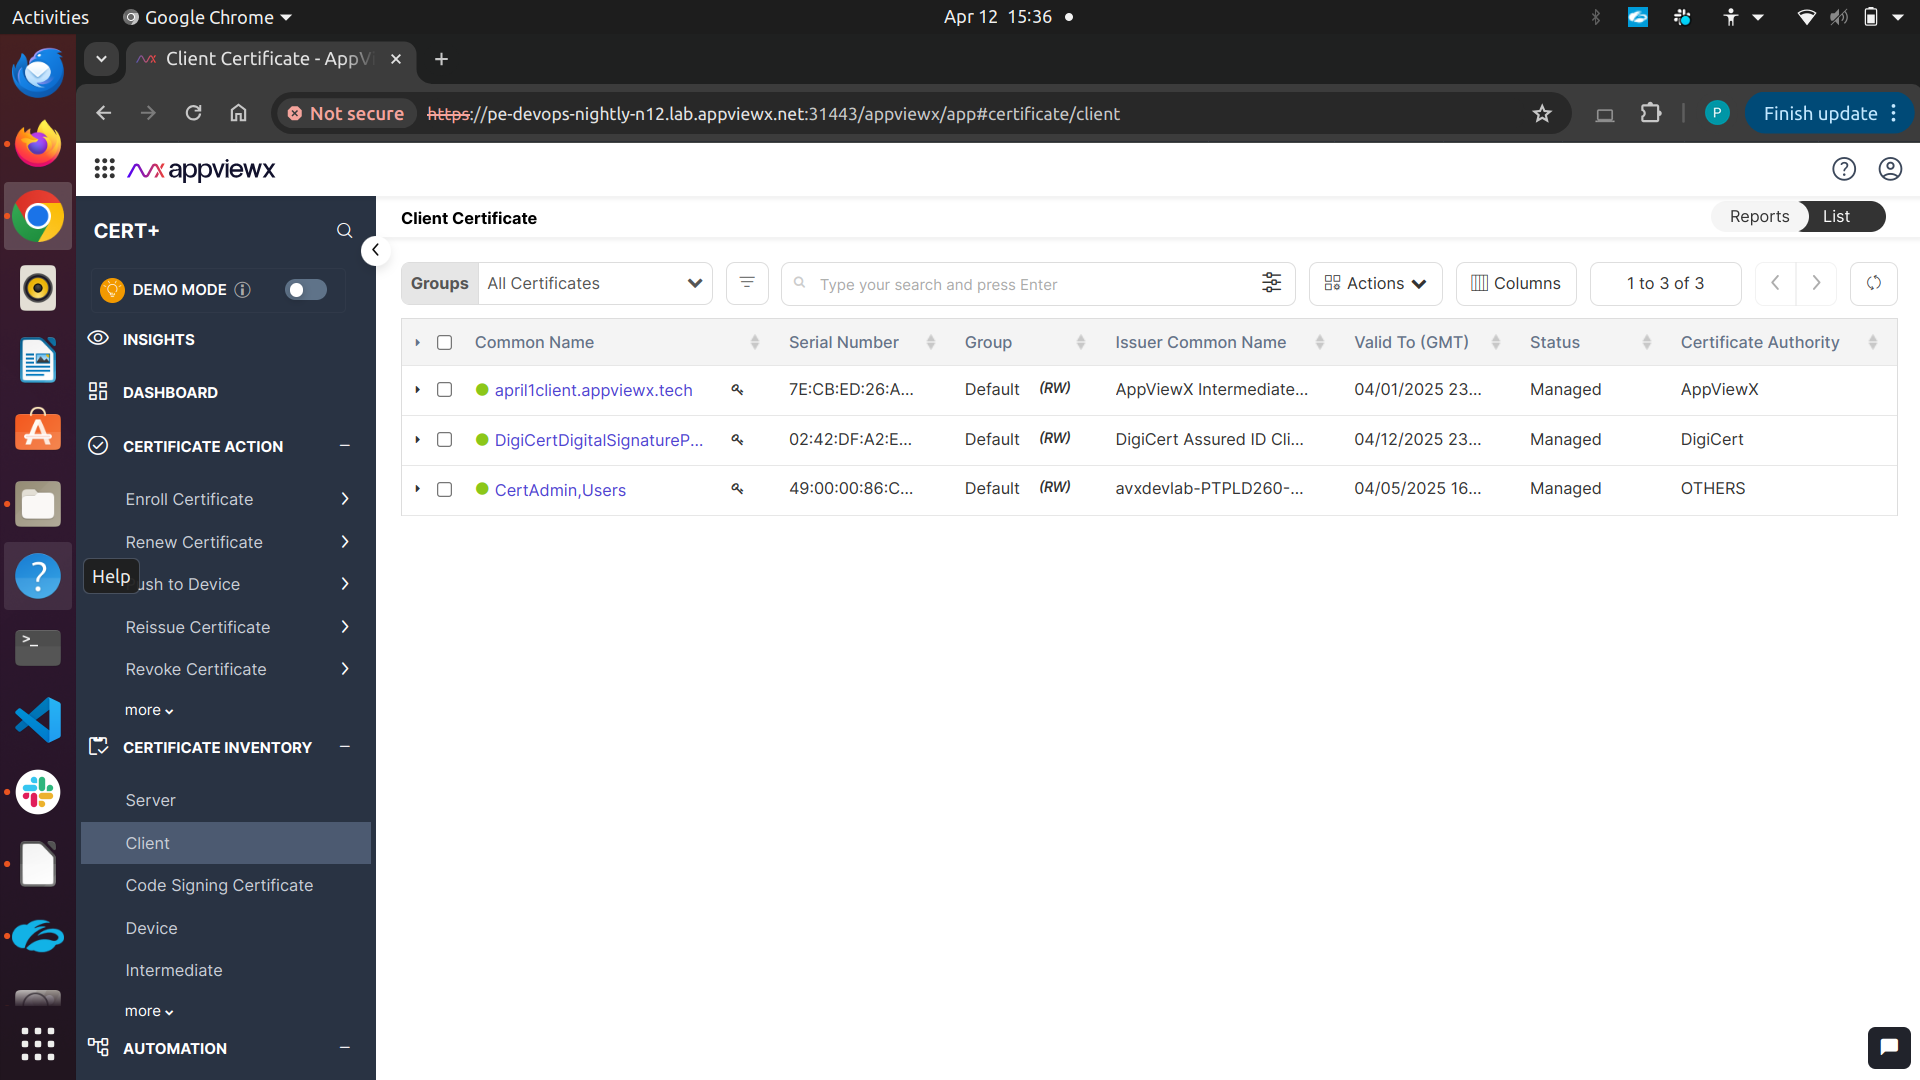 Activities
Google Chrome
Apr 12 15:36
Client Certificate - AppV
Not secure
https://pe-devops-nightly-n12.lab.appviewx.net:31443/appviewx/app#certificate/client
P
Finish update
appviewx
CERT+
DEMO MODE
INSIGHTS
DASHBOARD
CERTIFICATE ACTION
Enroll Certificate
Renew Certificate
Help
ush to Device
Reissue Certificate
Revoke Certificate
more
CERTIFICATE INVENTORY
Server
Client
Code Signing Certificate
Device
Intermediate
more
AUTOMATION
Client Certificate
Reports
List
Groups
All Certificates
Type your search and press Enter
Actions
Columns
1 to 3 of 3
Common Name Serial Number Group Issuer Common Name Valid To (GMT) Status Certificate Authority
april1client.appviewx.tech 7E:CB:ED:26:A... Default (RW) AppViewX Intermediate... 04/01/2025 23... Managed AppViewX
DigiCertDigitalSignatureP... 02:42:DF:A2:E... Default (RW) DigiCert Assured ID Cli... 04/12/2025 23... Managed DigiCert
CertAdmin,Users 49:00:00:86:C... Default (RW) avxdevlab-PTPLD260-... 04/05/2025 16... Managed OTHERS